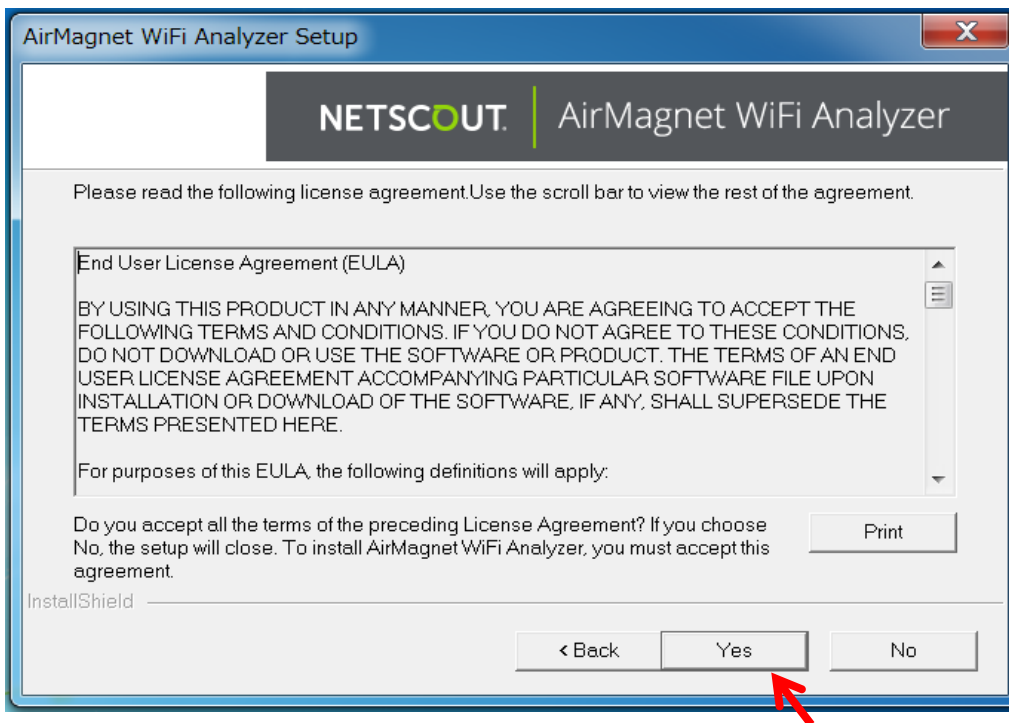 AirMagnet WiFi Analyzer Setup
X
NETSCOUT. AirMagnet WiFi Analyzer
Please read the following license agreement.Use the scroll bar to view the rest of the agreement.
End User License Agreement (EULA)
BY USING THIS PRODUCT IN ANY MANNER, YOU ARE AGREEING TO ACCEPT THE
FOLLOWING TERMS AND CONDITIONS. IF YOU DO NOT AGREE TO THESE CONDITIONS,
DO NOT DOWNLOAD OR USE THE SOFTWARE OR PRODUCT. THE TERMS OF AN END
USER LICENSE AGREEMENT ACCOMPANYING PARTICULAR SOFTWARE FILE UPON
INSTALLATION OR DOWNLOAD OF THE SOFTWARE, IF ANY, SHALL SUPERSEDE THE
TERMS PRESENTED HERE.
For purposes of this EULA, the following definitions will apply:
Do you accept all the terms of the preceding License Agreement? If you choose
No, the setup will close. To install AirMagnet WiFi Analyzer, you must accept this
agreement.
Print
InstallShield
< Back
Yes
No